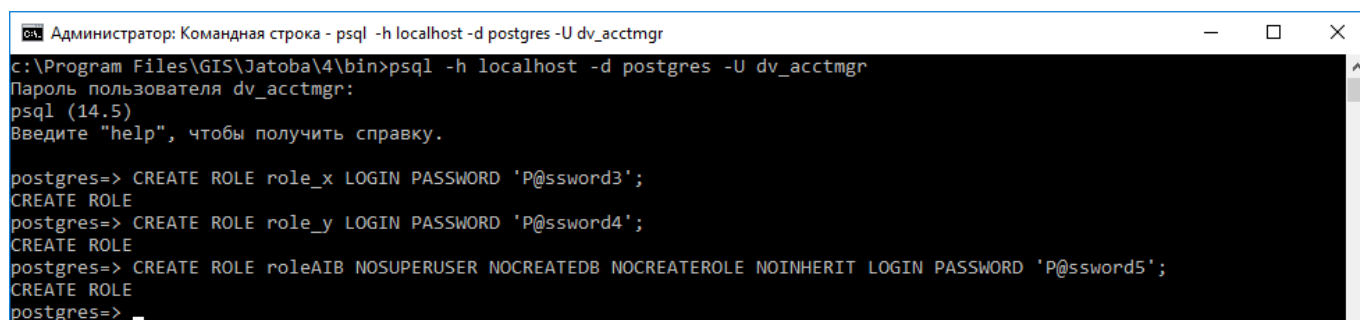 Администратор: Командная строка - psql -h localhost -d postgres -U dv_acctmgr
c:\Program Files\GIS\Jatoba\4\bin>psql -h localhost -d postgres -U dv_acctmgr
Пароль пользователя dv_acctmgr:
psql (14.5)
Введите "help", чтобы получить справку.
postgres=> CREATE ROLE role_x LOGIN PASSWORD 'P@ssword3';
CREATE ROLE
postgres=> CREATE ROLE role_y LOGIN PASSWORD 'P@ssword4';
CREATE ROLE
postgres=> CREATE ROLE roleAIB NOSUPERUSER NOCREATEDB NOCREATEROLE NOINHERIT LOGIN PASSWORD 'P@ssword5';
CREATE ROLE
postgres=>